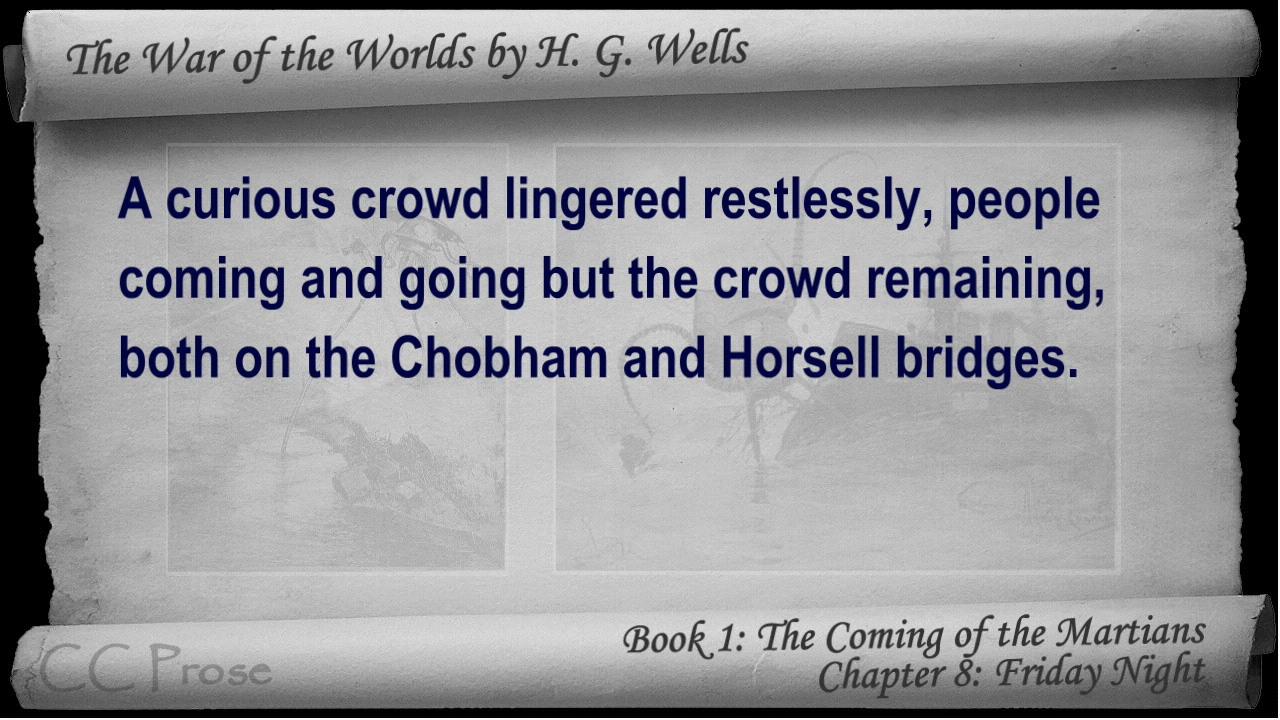 The War of the Worlds by H. G. Wells
A curious crowd lingered restlessly, people
coming and going but the crowd remaining,
both on the Chobham and Horsell bridges.
Book 1: The Coming of the Martians
Chapter 8: Friday Night
CC Prose